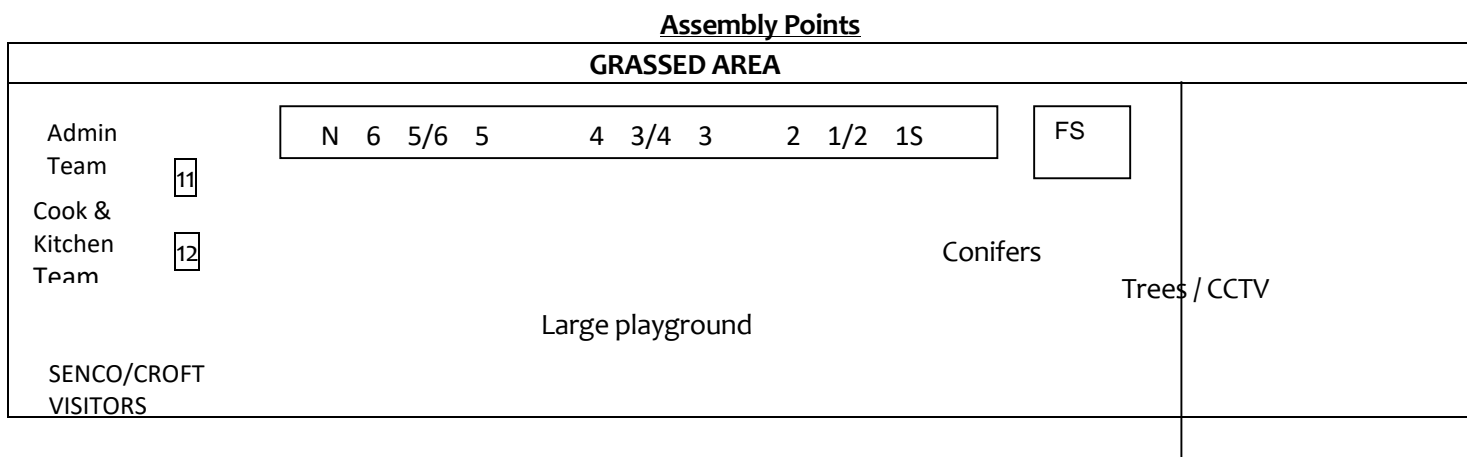 Assembly Points
GRASSED AREA
Admin
Team
11
N 6 5/6 5 4 3/4 3 2 1/2 1S
FS
Cook &
Kitchen
Team
12
Conifers
Trees / CCTV
Large playground
SENCO/CROFT
VISITORS